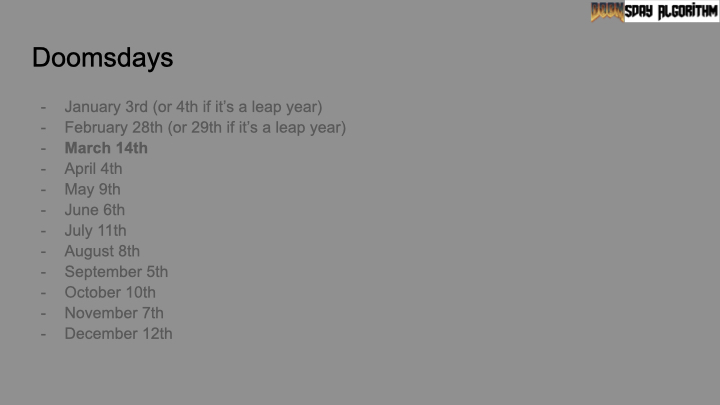 DOOMSDAY ALGORITHM
Doomsdays
- January 3rd (or 4th if it's a leap year)
- February 28th (or 29th if it's a leap year)
- March 14th
- April 4th
- May 9th
- June 6th
- July 11th
- August 8th
- September 5th
- October 10th
- November 7th
- December 12th